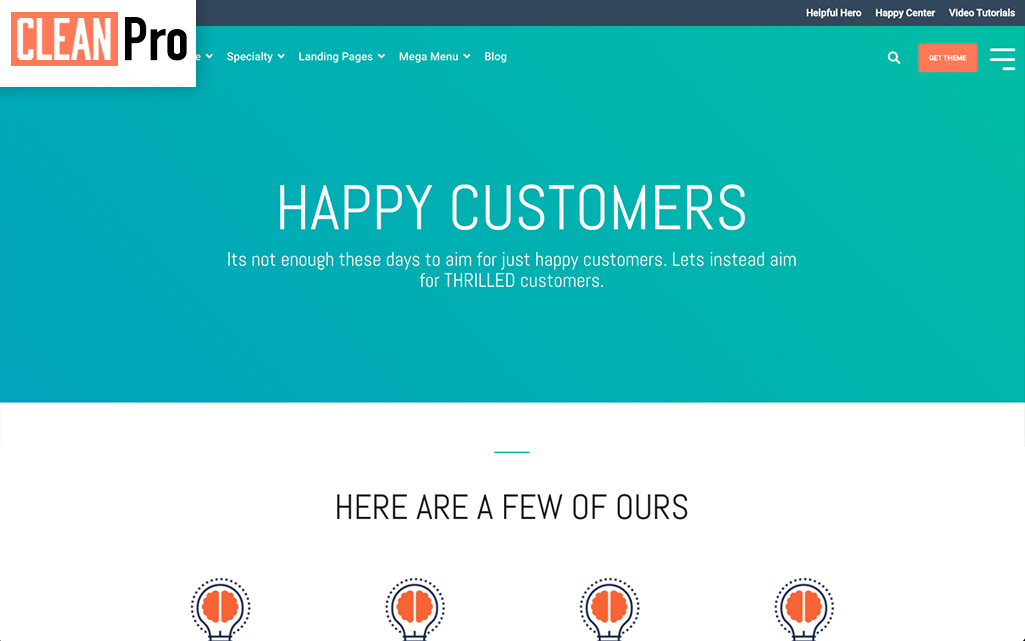 Helpful Hero Happy Center Video Tutorials
CLEAN Pro
Specialty Landing Pages Mega Menu Blog
GET THEME
HAPPY CUSTOMERS
Its not enough these days to aim for just happy customers. Lets instead aim
for THRILLED customers.
HERE ARE A FEW OF OURS